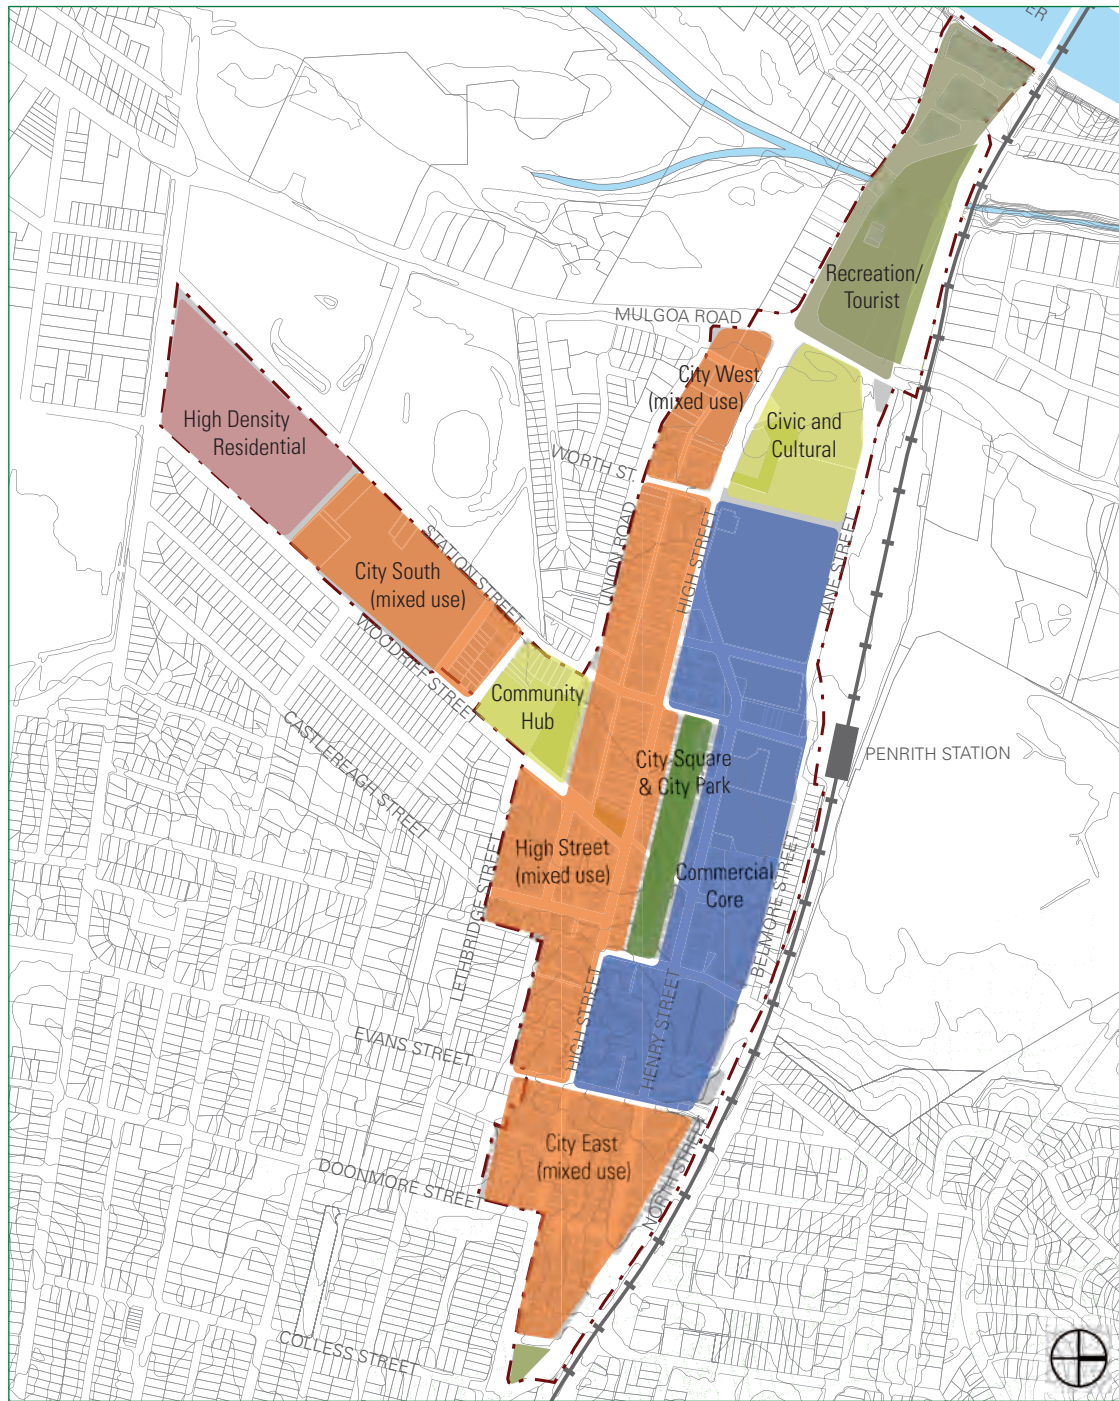 ER
Recreation/
Tourist
MULGOA ROAD
City West
(mixed use)
Civic and
Cultural
High Density
Residential
WORTH ST.
UNION ROAD
HIGH STREET
JANE STREET
STATION STREET
City South
(mixed use)
WOODRIFF STREET
Community
Hub
CASTLEREAGH STREET
City Square
& City Park
PENRITH STATION
High Street
(mixed use)
Commercial
Core
LETHBRIDGE STREET
BELMORE STREET
EVANS STREET
HIGH STREET
HENRY STREET
City East
(mixed use)
DOONMORE STREET
NORTH STREET
COLLESS STREET